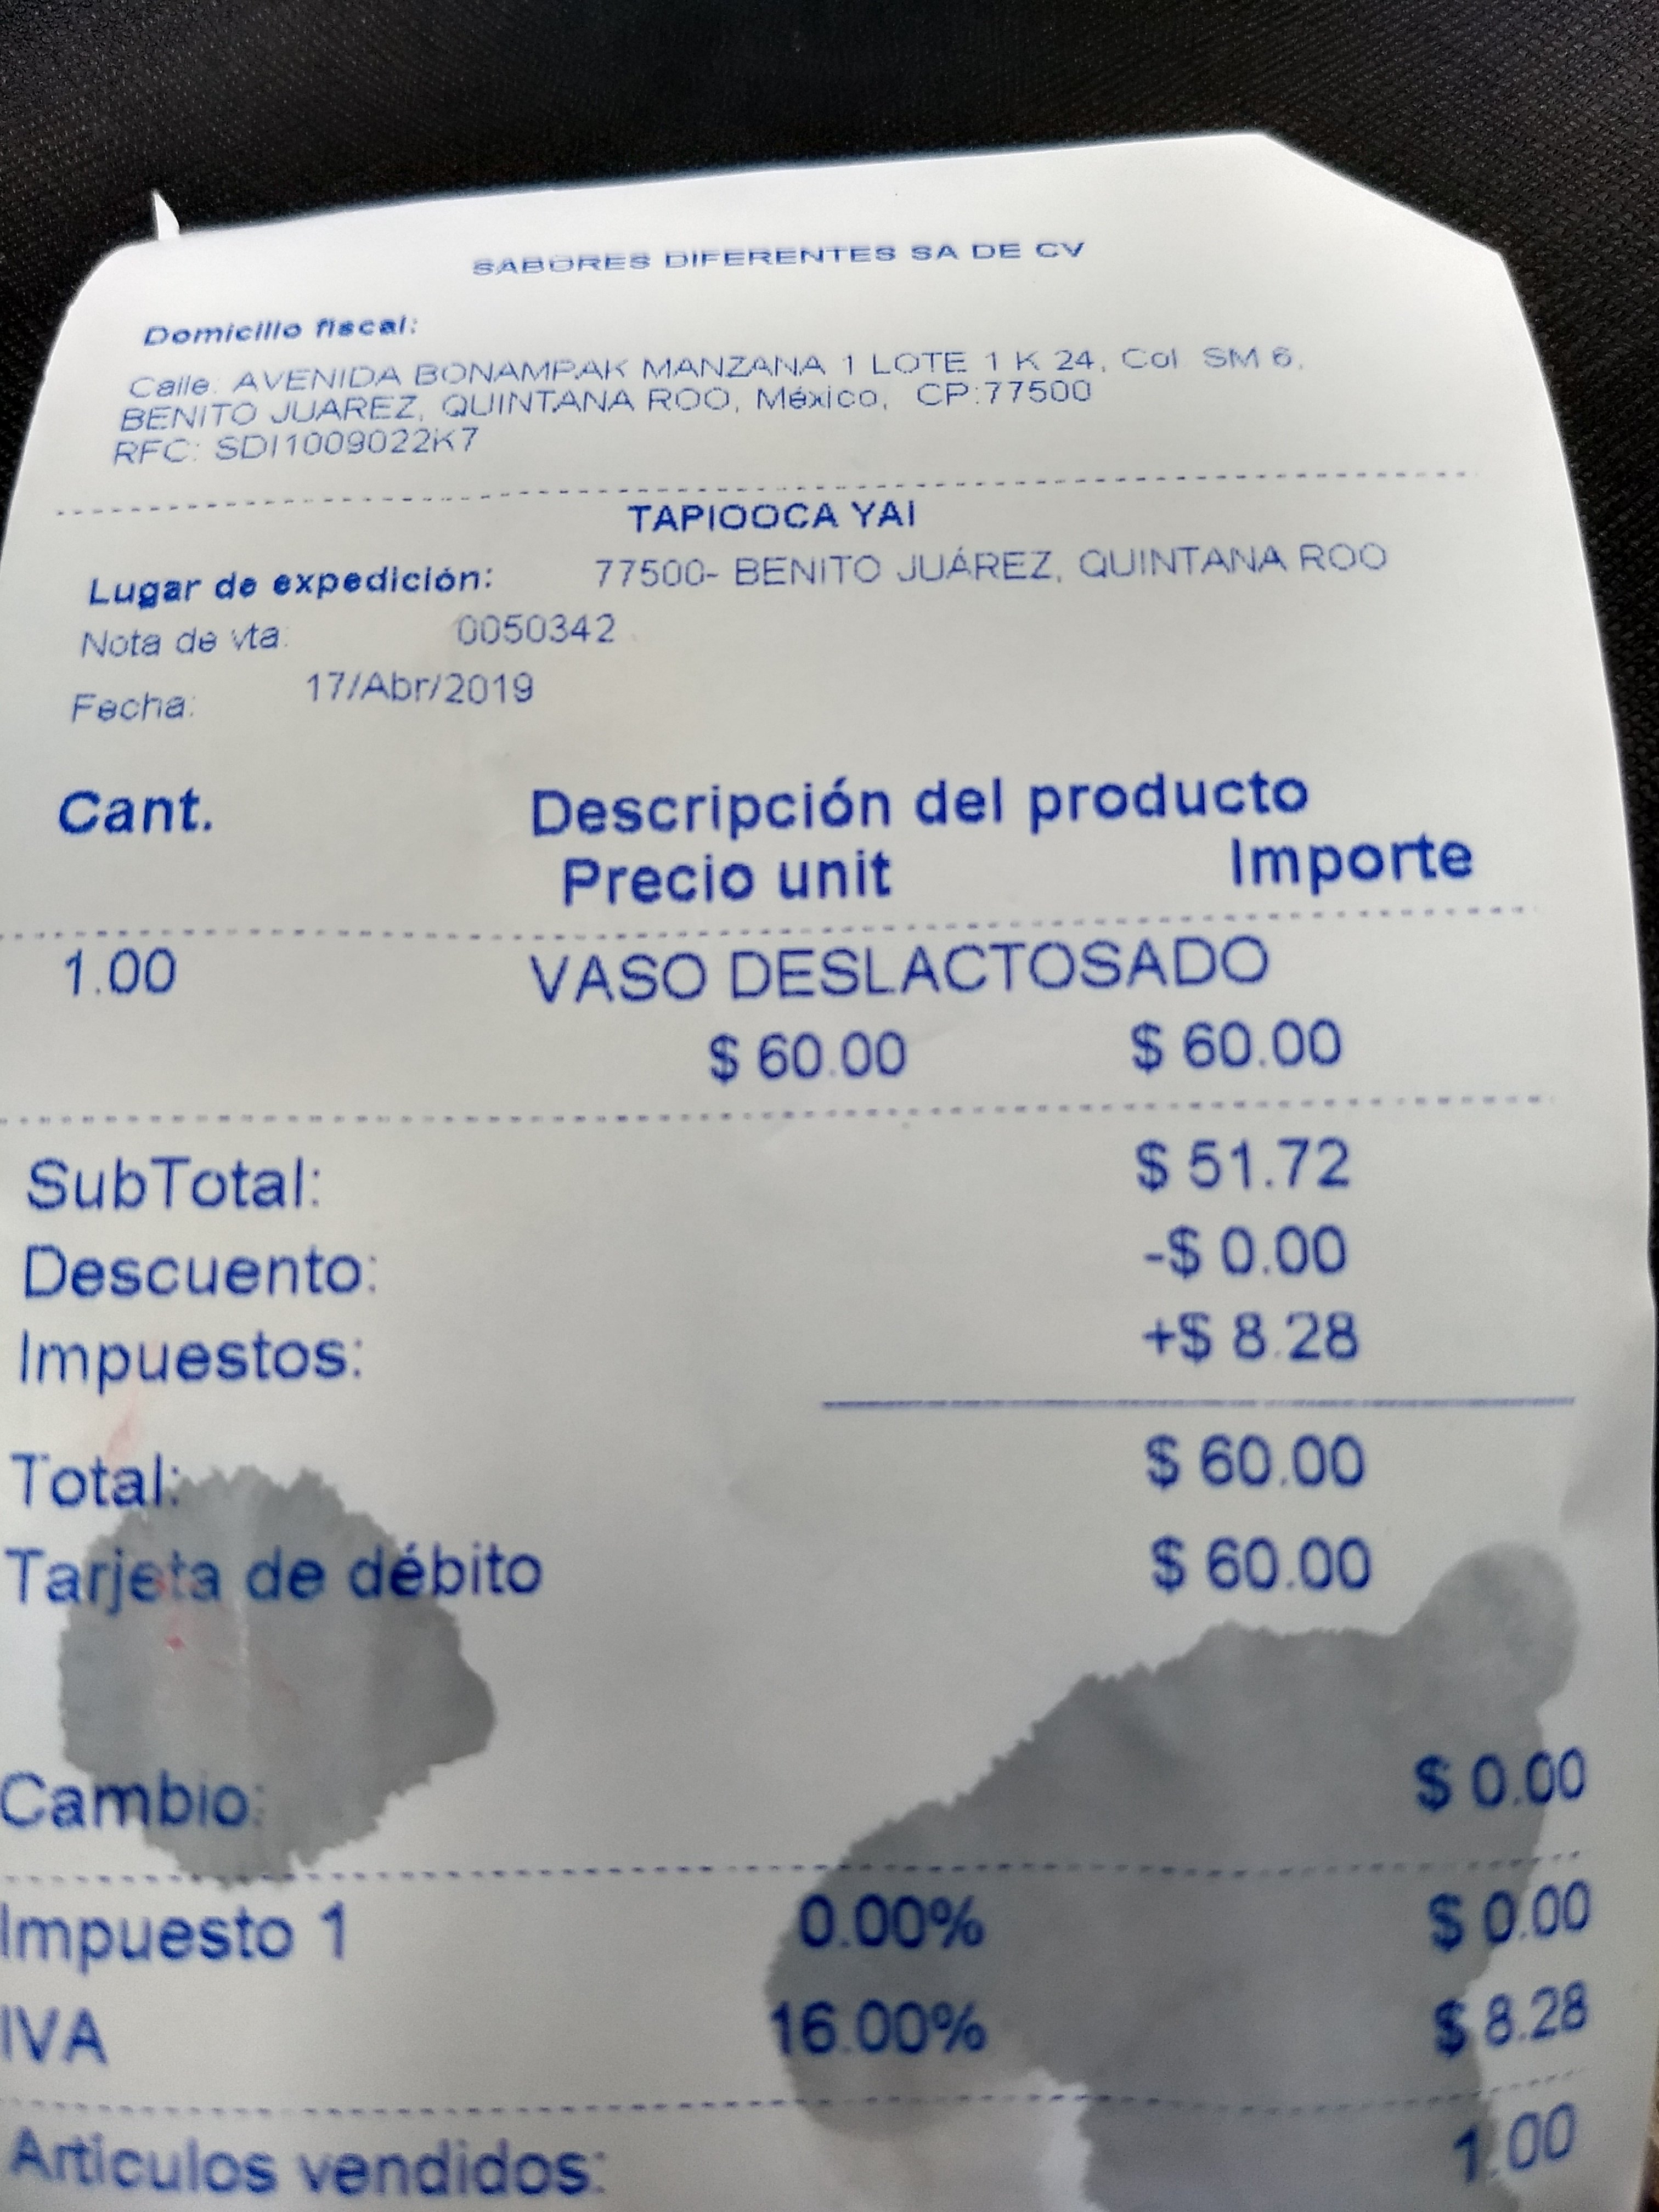 SABORES DIFERENTES SA DE CV
Domicilio fiscal:
Calle: AVENIDA BONAMPAK MANZANA 1 LOTE 1 K 24, Col SM 6,
BENITO JUAREZ, QUINTANA ROO, México, CP:77500
RFC: SDI1009022K7
TAPIOOCA YAI
Lugar de expedición: 77500- BENITO JUÁREZ, QUINTANA ROO
Nota de vta: 0050342
Fecha: 17/Abr/2019
Cant. Descripción del producto
Precio unit Importe
1.00 VASO DESLACTOSADO
$ 60.00 $ 60.00
SubTotal: $ 51.72
Descuento: -$ 0.00
Impuestos: +$ 8.28
Total: $ 60.00
Tarjeta de débito $ 60.00
Cambio: $ 0.00
Impuesto 1 0.00% $ 0.00
IVA 16.00% $ 8.28
Articulos vendidos: 1.00